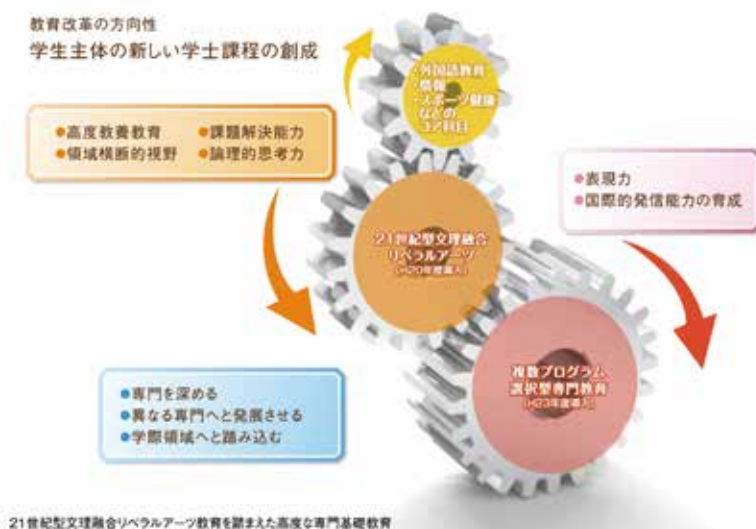 教育改革の方向性
学生主体の新しい学士課程の創成
・外国語教育
・情報
・スポーツ健康
などの
コア科目
●高度教養教育 ●課題解決能力
●領域横断的視野 ●論理的思考力
●表現力
●国際的発信能力の育成
21世紀型文理融合
リベラルアーツ
(H20年度導入)
複数プログラム
選択型専門教育
(H23年度導入)
●専門を深める
●異なる専門へと発展させる
●学際領域へと踏み込む
21世紀型文理融合リベラルアーツ教育を踏まえた高度な専門基礎教育